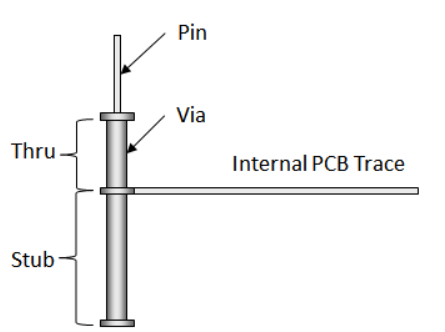 Pin
Via
Thru
Internal PCB Trace
Stub